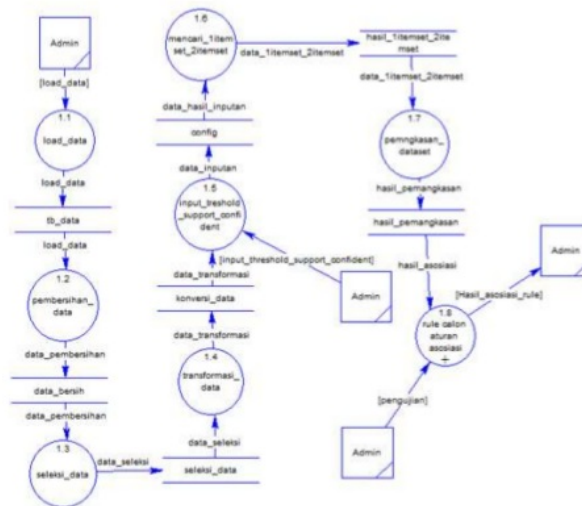 Admin
[load_data]
1.1
load_data
load_data
tb_data
load_data
1.2
pembersihan_
data
data_pembersihan
data_bersih
data_pembersihan
1.3
seleksi_data
data_seleksi
seleksi_data
data_seleksi
1.4
transformasi_
data
data_transformasi
konversi_data
data_transformasi
1.5
input_treshold
_support_confi
dent
[input_threshold_support_confident]
Admin
data_inputan
config
data_hasil_inputan
1.6
mencari_1item
set_2itemset
data_1itemset_2itemset
hasil_1itemset_2ite
mset
data_1itemset_2itemset
1.7
pemngkasan_
dataset
hasil_pemangkasan
hasil_pemangkasan
hasil_asosiasi
1.8
rule calon
aturan
asosiasi
+
[Hasil_asosiasi_rule]
Admin
[pengujian]
Admin